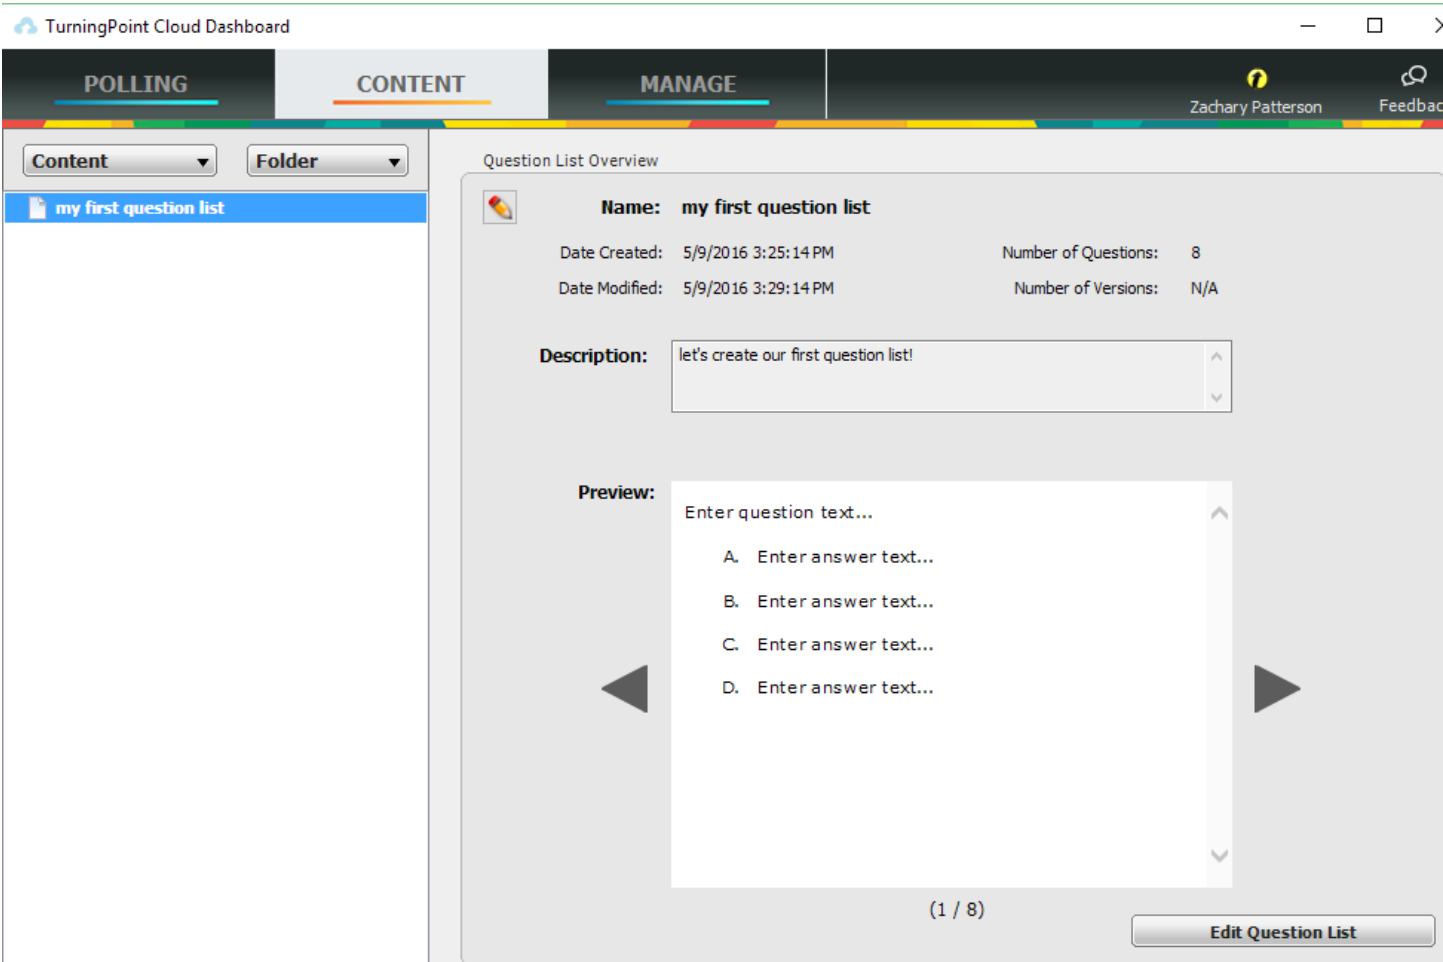 TurningPoint Cloud Dashboard
POLLING CONTENT MANAGE
Zachary Patterson Feedbac
Content Folder
my first question list
Question List Overview
Name: my first question list
Date Created: 5/9/2016 3:25:14 PM Number of Questions: 8
Date Modified: 5/9/2016 3:29:14 PM Number of Versions: N/A
Description: let's create our first question list!
Preview:
Enter question text...
A. Enter answer text...
B. Enter answer text...
C. Enter answer text...
D. Enter answer text...
(1 / 8)
Edit Question List